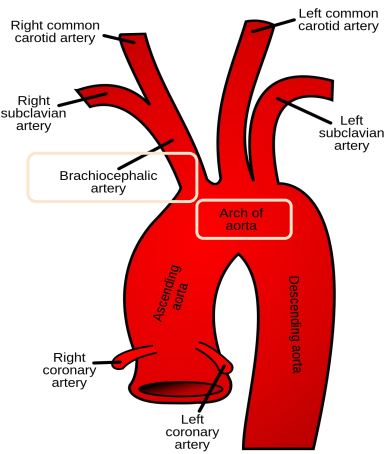 Right common
carotid artery
Left common
carotid artery
Right
subclavian
artery
Left
subclavian
artery
Brachiocephalic
artery
Arch of
aorta
Ascending
aorta
Descending aorta
Right
coronary
artery
Left
coronary
artery